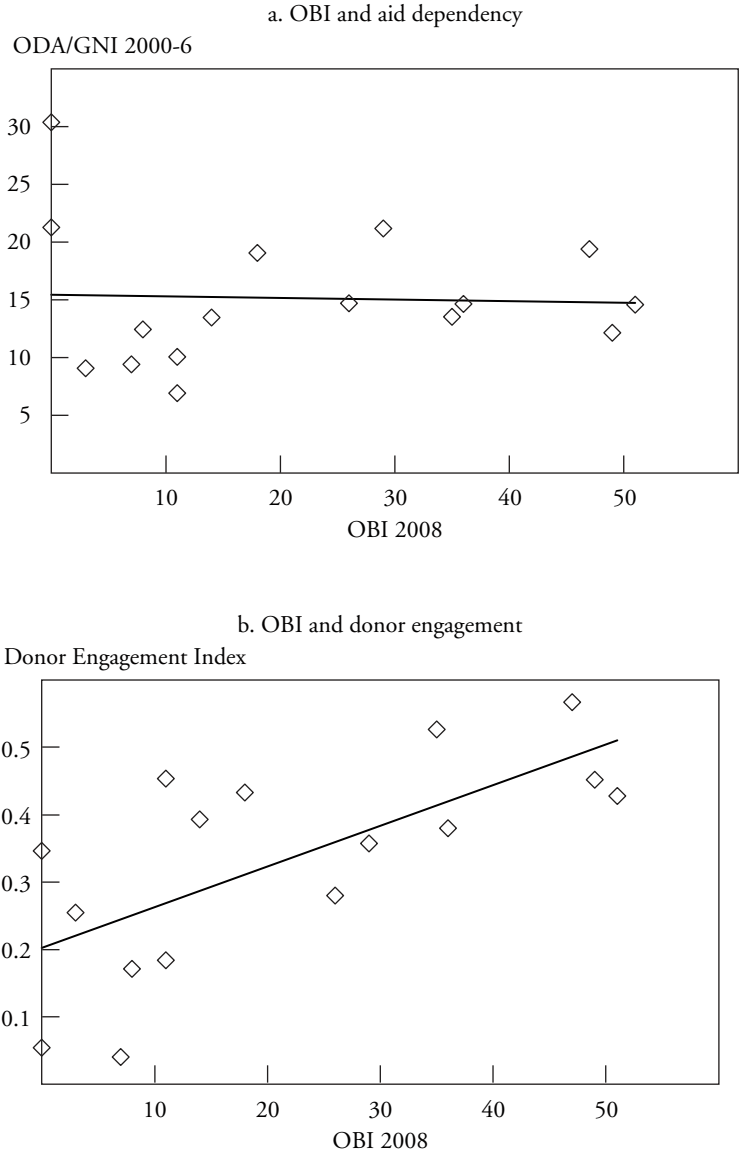 a. OBI and aid dependency
ODA/GNI 2000-6
30
25
20
15
10
5
10 20 30 40 50
OBI 2008
b. OBI and donor engagement
Donor Engagement Index
0.5
0.4
0.3
0.2
0.1
10 20 30 40 50
OBI 2008